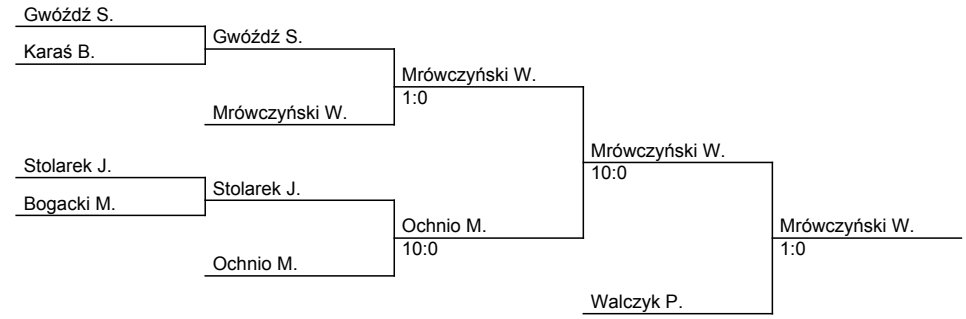 Gwóźdź S.
Karaś B.
Gwóźdź S.
Mrówczyński W.
Mrówczyński W.
1:0
Stolarek J.
Bogacki M.
Stolarek J.
Ochnio M.
Ochnio M.
10:0
Mrówczyński W.
10:0
Walczyk P.
Mrówczyński W.
1:0